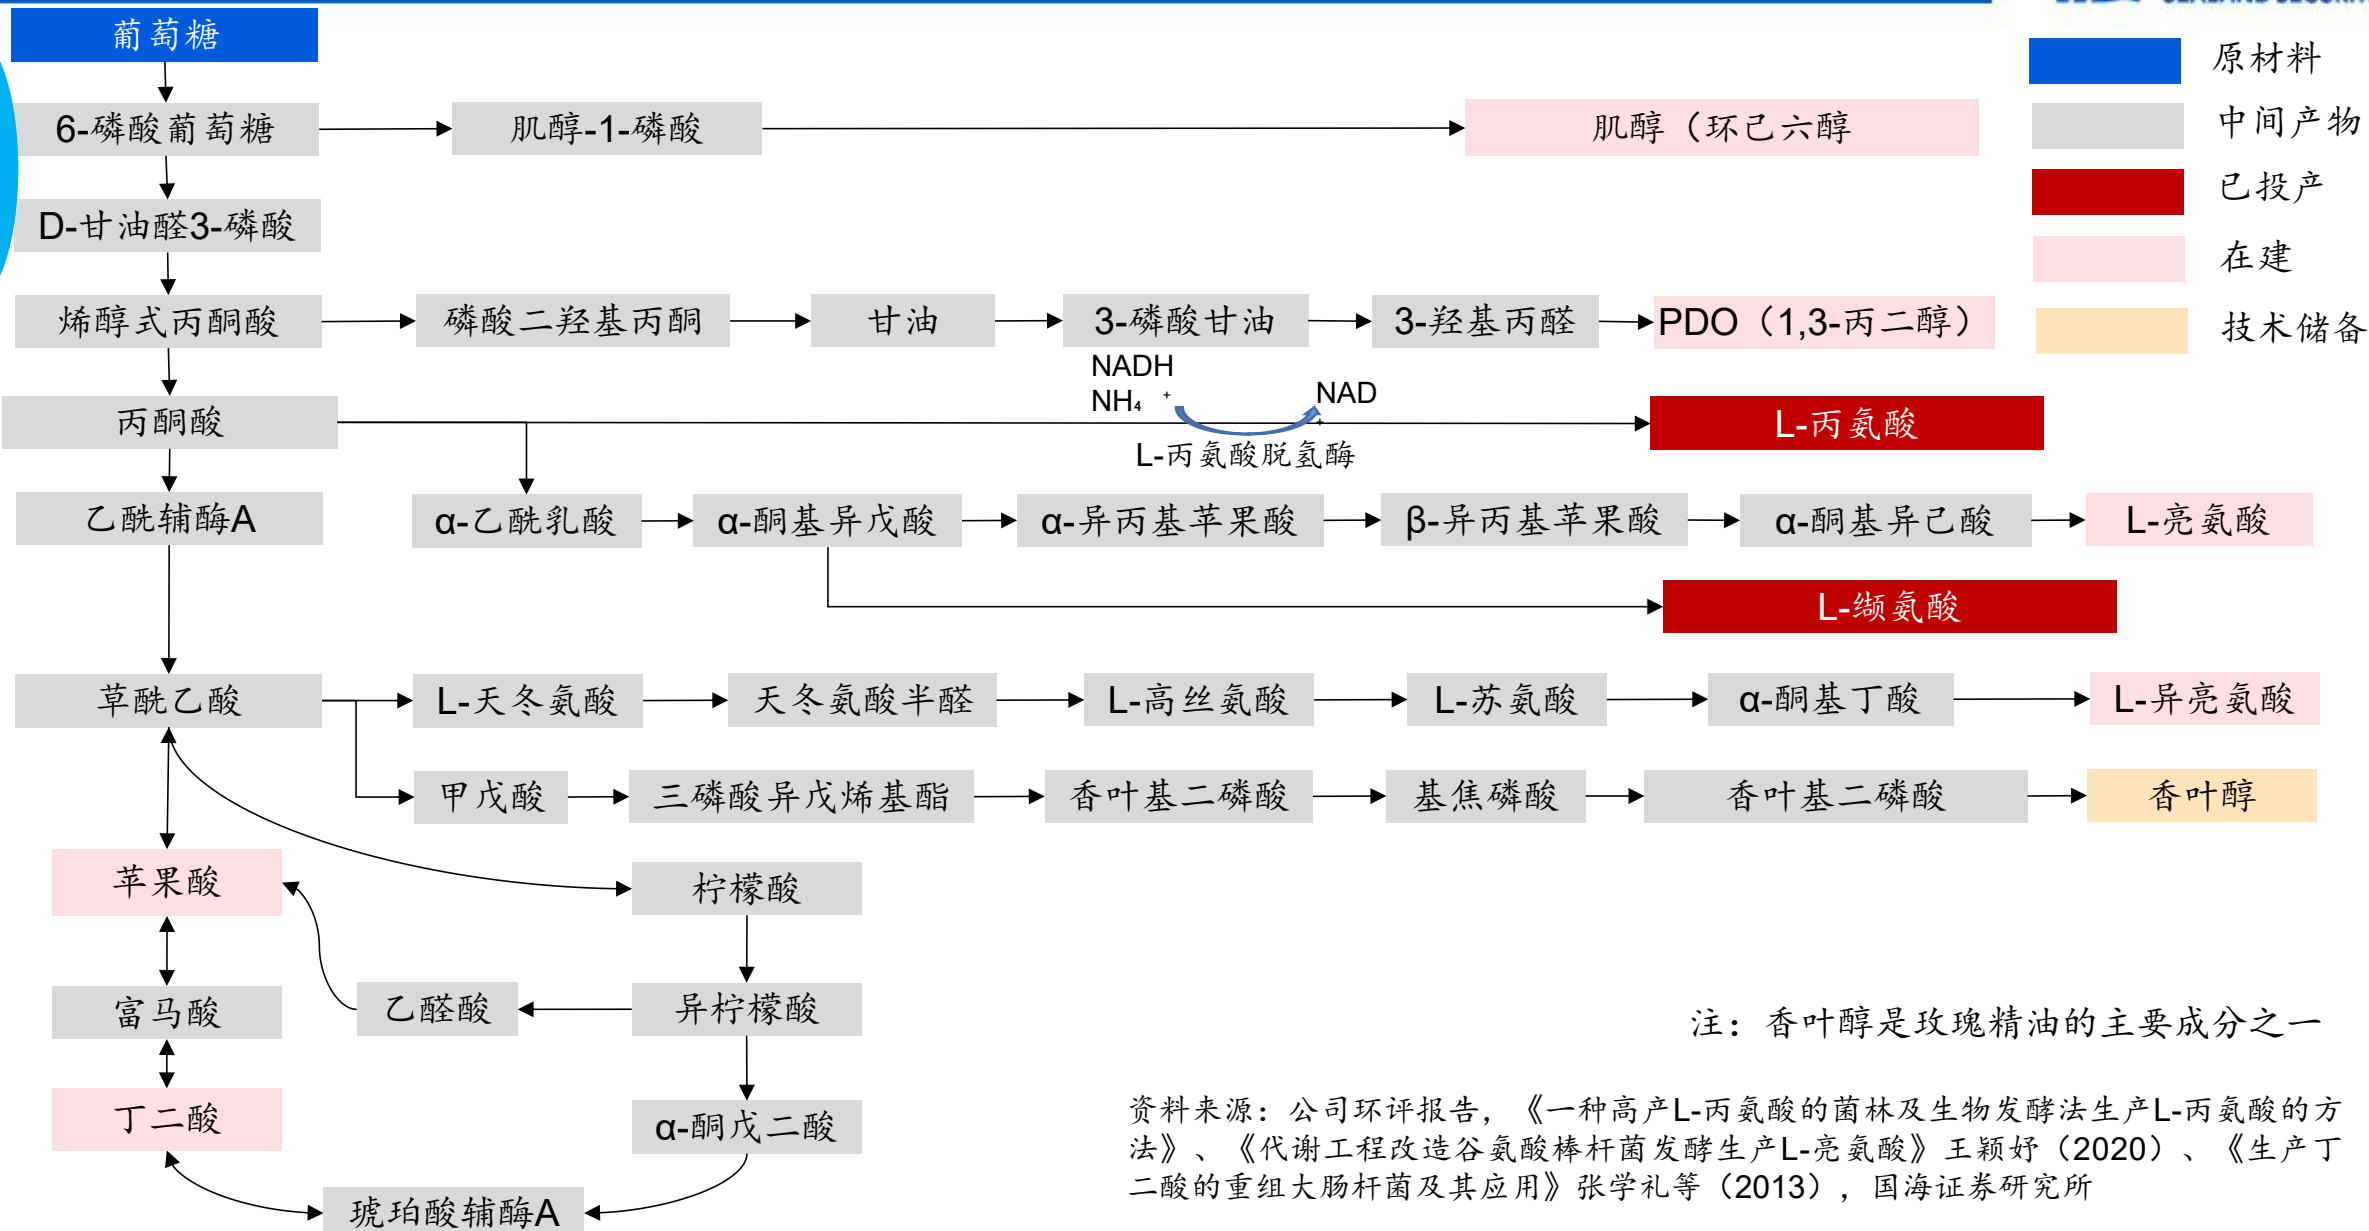 葡萄糖
原材料
6-磷酸葡萄糖
肌醇-1-磷酸
肌醇（环己六醇
中间产物
已投产
D-甘油醛3-磷酸
在建
烯醇式丙酮酸
磷酸二羟基丙酮
甘油
3-磷酸甘油
3-羟基丙醛
PDO（1,3-丙二醇）
技术储备
NADH
NH₄ +
NAD
+
丙酮酸
L-丙氨酸
L-丙氨酸脱氢酶
乙酰辅酶A
α-乙酰乳酸
α-酮基异戊酸
α-异丙基苹果酸
β-异丙基苹果酸
α-酮基异己酸
L-亮氨酸
L-缬氨酸
草酰乙酸
L-天冬氨酸
天冬氨酸半醛
L-高丝氨酸
L-苏氨酸
α-酮基丁酸
L-异亮氨酸
甲戊酸
三磷酸异戊烯基酯
香叶基二磷酸
基焦磷酸
香叶基二磷酸
香叶醇
苹果酸
柠檬酸
富马酸
乙醛酸
异柠檬酸
注：香叶醇是玫瑰精油的主要成分之一
丁二酸
α-酮戊二酸
琥珀酸辅酶A
资料来源：公司环评报告，《一种高产L-丙氨酸的菌林及生物发酵法生产L-丙氨酸的方
法》、《代谢工程改造谷氨酸棒杆菌发酵生产L-亮氨酸》王颖妤（2020）、《生产丁
二酸的重组大肠杆菌及其应用》张学礼等（2013），国海证券研究所